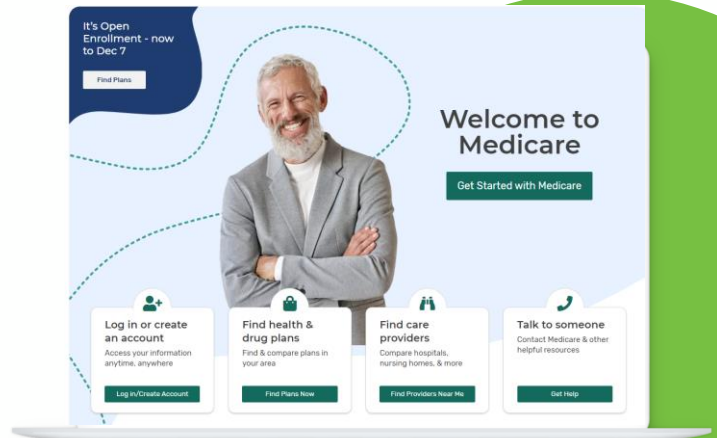 It's Open
Enrollment - now
to Dec 7
Find Plans
Welcome to
Medicare
Get Started with Medicare
Log in or create
an account
Access your information
anytime, anywhere
Log in/Create Account
Find health &
drug plans
Find & compare plans in
your area
Find Plans Now
Find care
providers
Compare hospitals,
nursing homes, & more
Find Providers Near Me
Talk to someone
Contact Medicare & other
helpful resources
Get Help